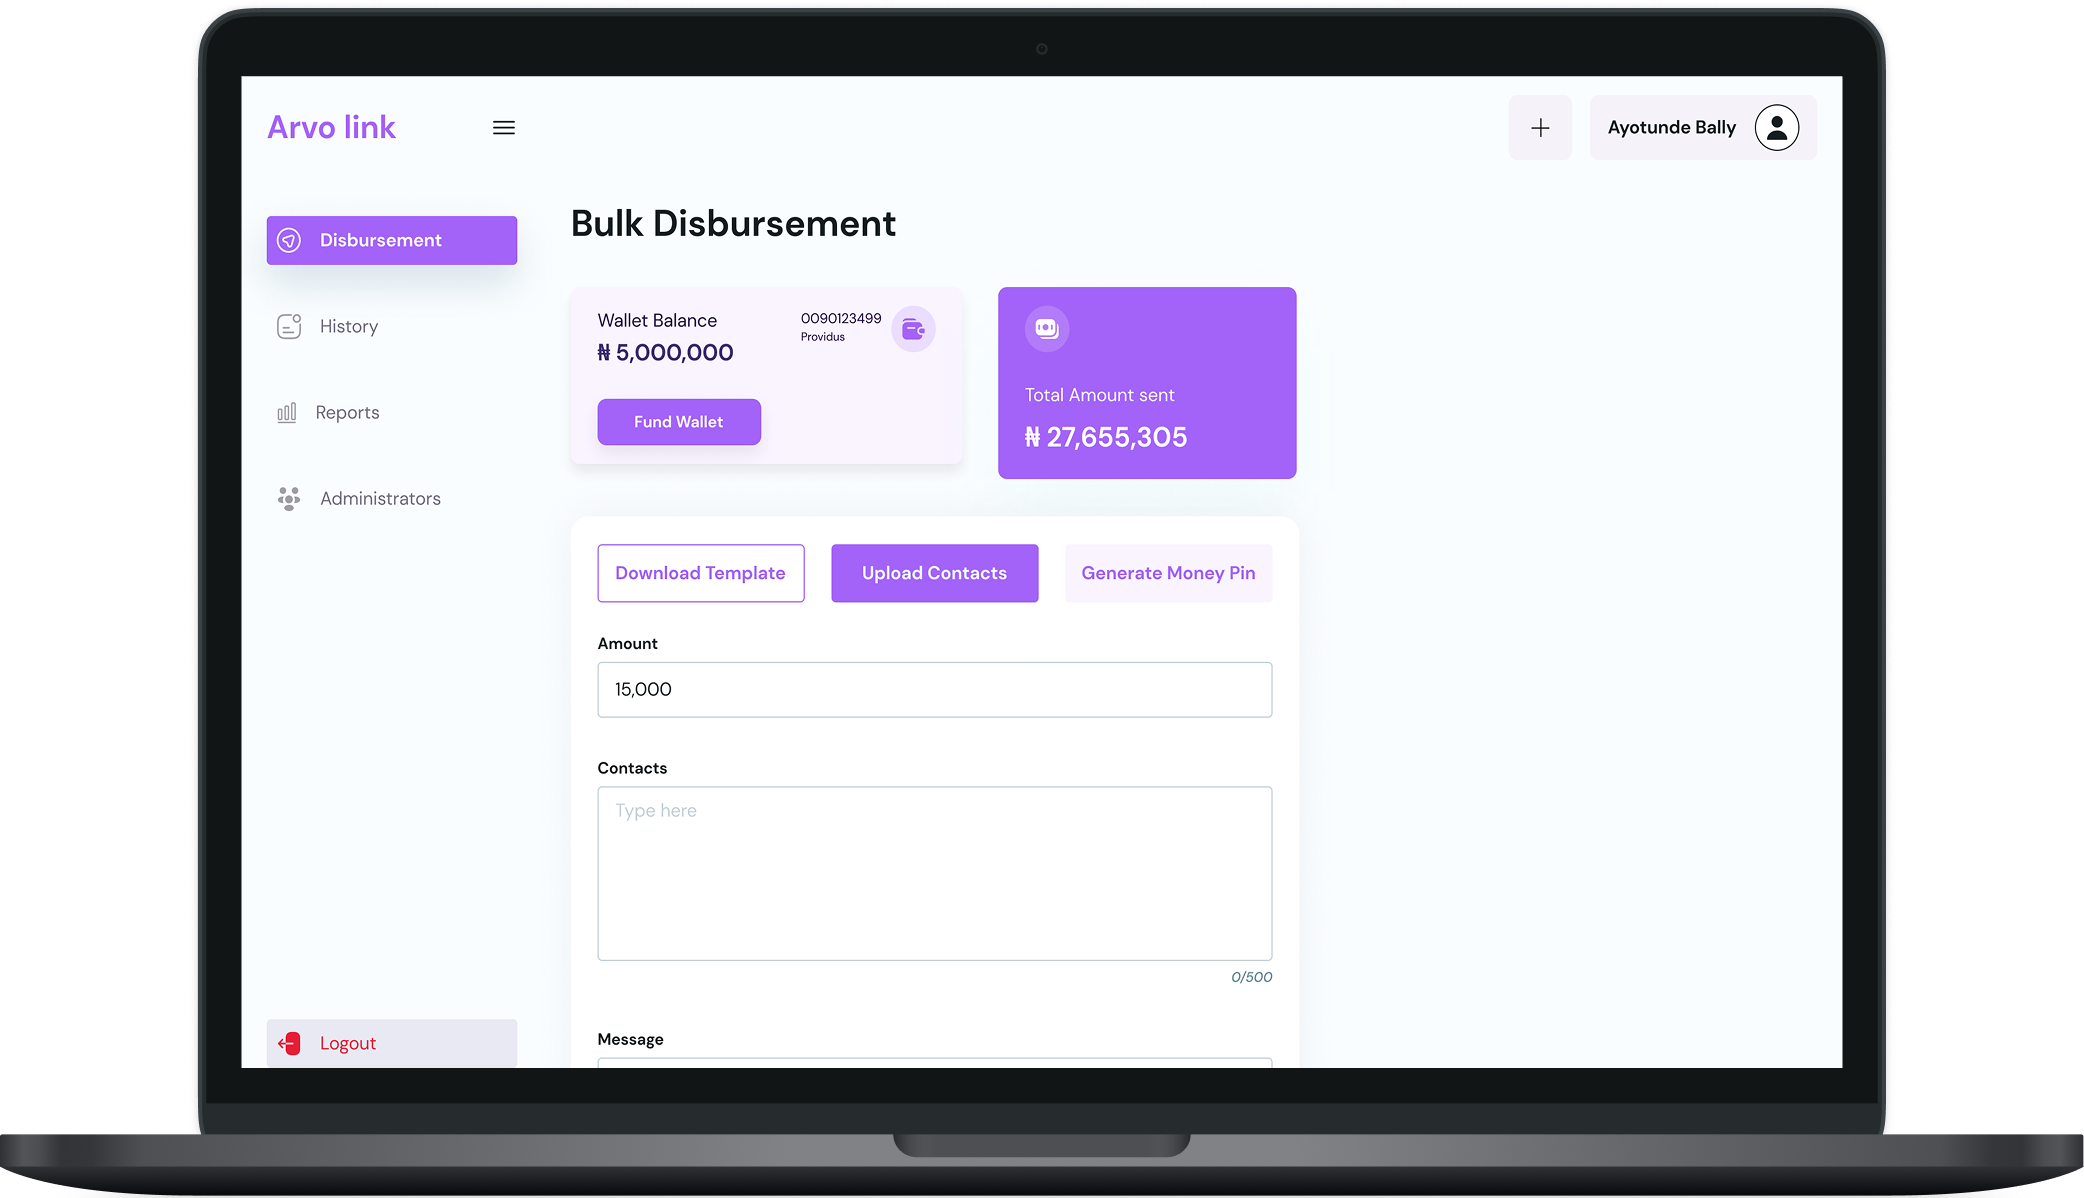 Arvo link
Ayotunde Bally
Disbursement
History
Reports
Administrators
Logout
Bulk Disbursement
Wallet Balance
₦ 5,000,000
0090123499
Providus
Fund Wallet
Total Amount sent
₦ 27,655,305
Download Template
Upload Contacts
Generate Money Pin
Amount
15,000
Contacts
Type here
0/500
Message